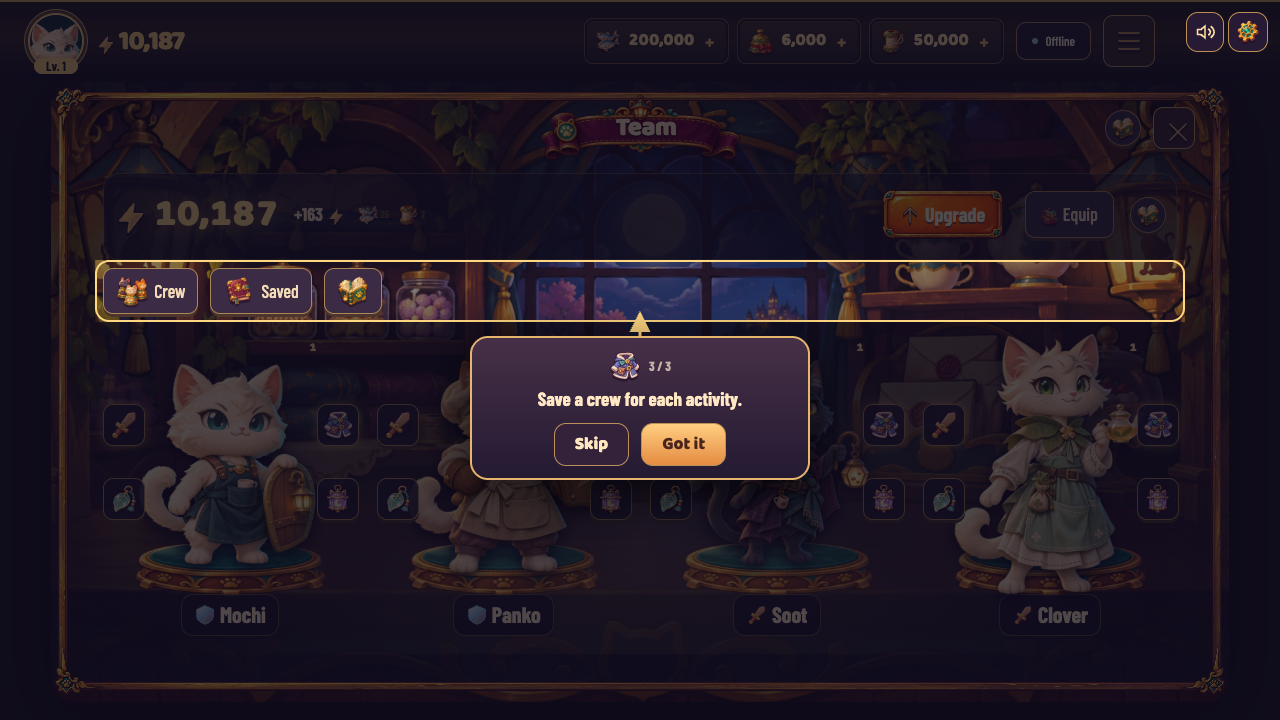 10,187
200,000 +
6,000 +
50,000 +
Offline
Lv. 1
Team
10,187
+163
Upgrade
Equip
Crew
Saved
1
1
1
3 / 3
Save a crew for each activity.
Skip
Got it
Mochi
Panko
Soot
Clover